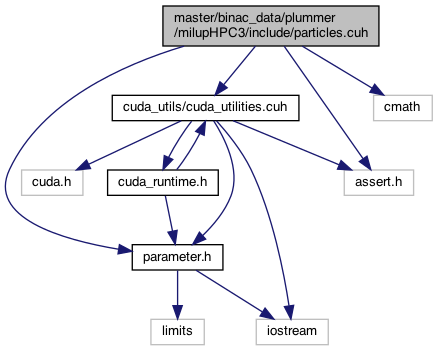 master/binac_data/plummer
/milupHPC3/include/particles.cuh
cuda_utils/cuda_utilities.cuh
cmath
cuda.h
cuda_runtime.h
assert.h
parameter.h
limits
iostream